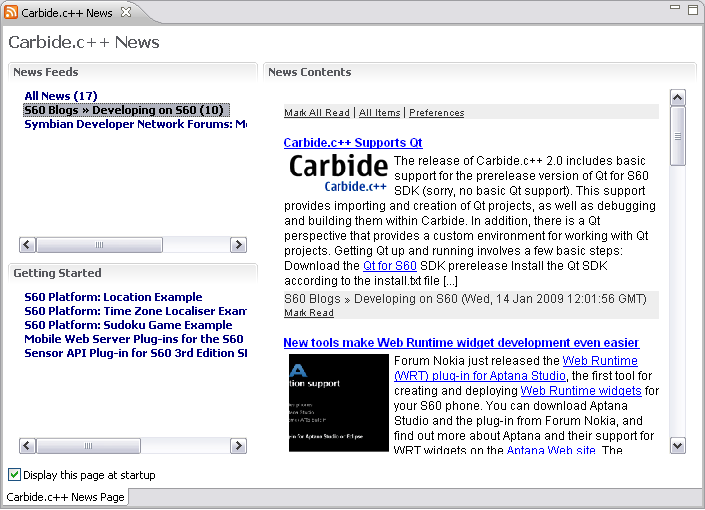 Carbide.c++ News
Carbide.c++ News
News Feeds
All News (17)
S60 Blogs » Developing on S60 (10)
Symbian Developer Network Forums:
Getting Started
S60 Platform: Location Example
S60 Platform: Time Zone Localiser
S60 Platform: Sudoku Game Example
Mobile Web Server Plug-ins for the S60
Sensor API Plug-in for S60 3rd Edition
News Contents
Mark All Read | All Items | Preferences
Carbide.c++ Supports Qt
Carbide
Carbide.c++
The release of Carbide.c++ 2.0 includes basic
support for the prerelease version of Qt for S60
SDK (sorry, no basic Qt support). This support
provides importing and creation of Qt projects, as well as debugging
and building them within Carbide. In addition, there is a Qt
perspective that provides a custom environment for working with Qt
projects. Getting Qt up and running involves a few basic steps:
Download the Qt for S60 SDK prerelease Install the Qt SDK
according to the install.txt file [...]
S60 Blogs » Developing on S60 (Wed, 14 Jan 2009 12:01:56 GMT)
Mark Read
New tools make Web Runtime widget development even easier
A
tion support
Aptana Studio
ug-in for Aptana Studio or Eclipse
Forum Nokia just released the Web Runtime
(WRT) plug-in for Aptana Studio, the first tool for
creating and deploying Web Runtime widgets for
your S60 phone. You can download Aptana
Studio and the plug-in from Forum Nokia, and
find out more about Aptana and their support for
WRT widgets on the Aptana Web site. The
Display this page at startup
Carbide.c++ News Page